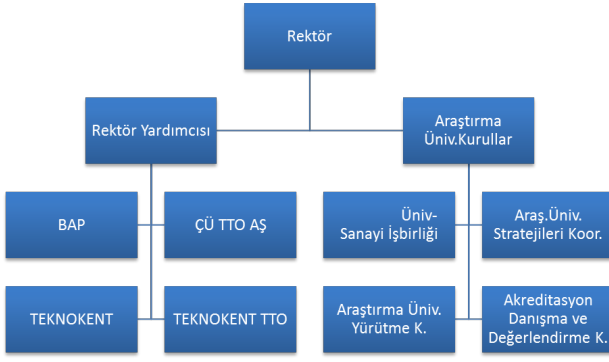 Rektör
Rektör Yardımcısı
Araştırma
Üniv.Kurullar
BAP
ÇÜ TTO AŞ
Üniv-
Sanayi İşbirliği
Araş.Üniv.
Stratejileri Koor.
TEKNOKENT
TEKNOKENT TTO
Araştırma Üniv.
Yürütme K.
Akreditasyon
Danışma ve
Değerlendirme K.